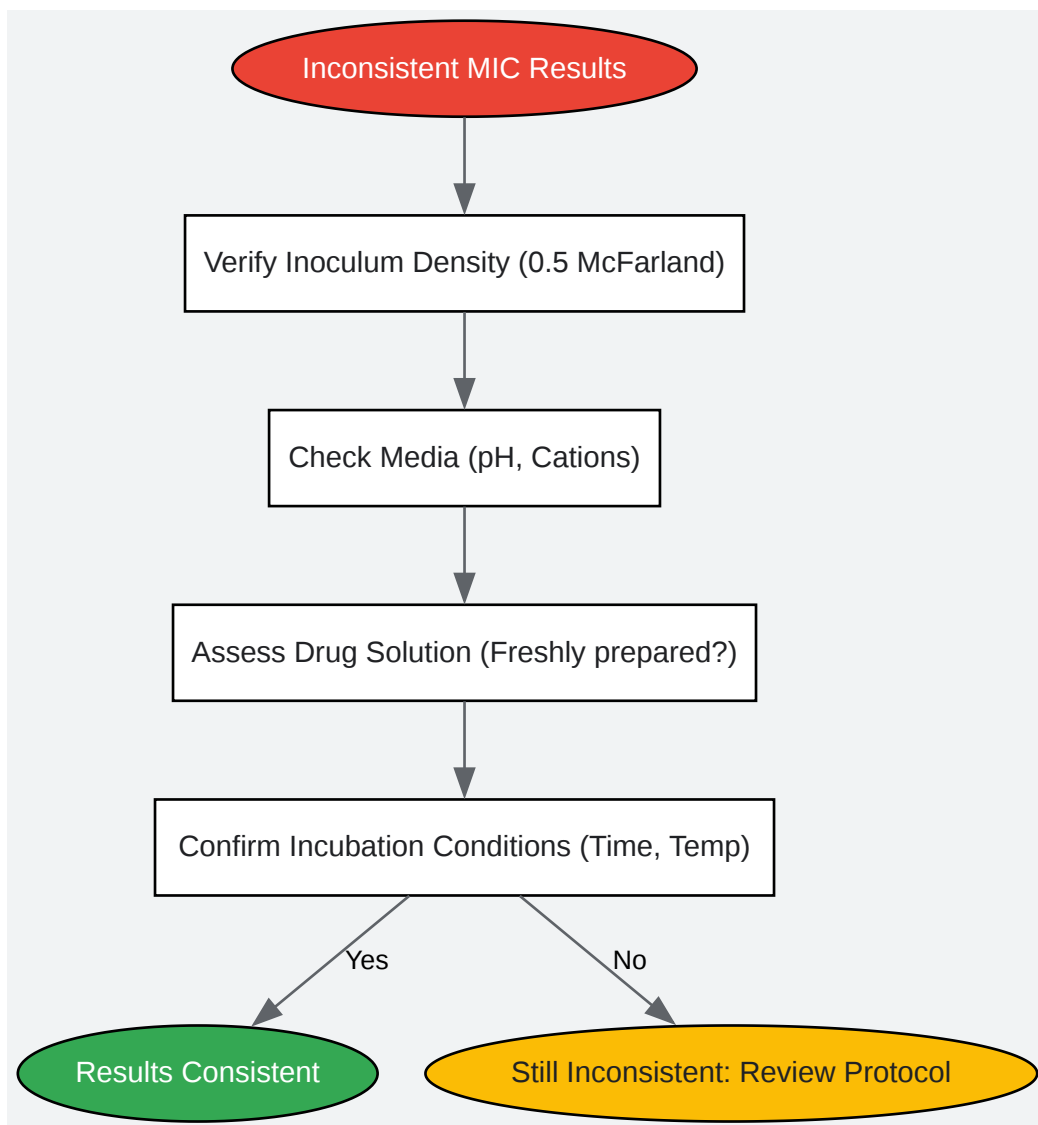 Inconsistent MIC Results
Verify Inoculum Density (0.5 McFarland)
Check Media (pH, Cations)
Assess Drug Solution (Freshly prepared?)
Confirm Incubation Conditions (Time, Temp)
Yes
No
Results Consistent
Still Inconsistent: Review Protocol